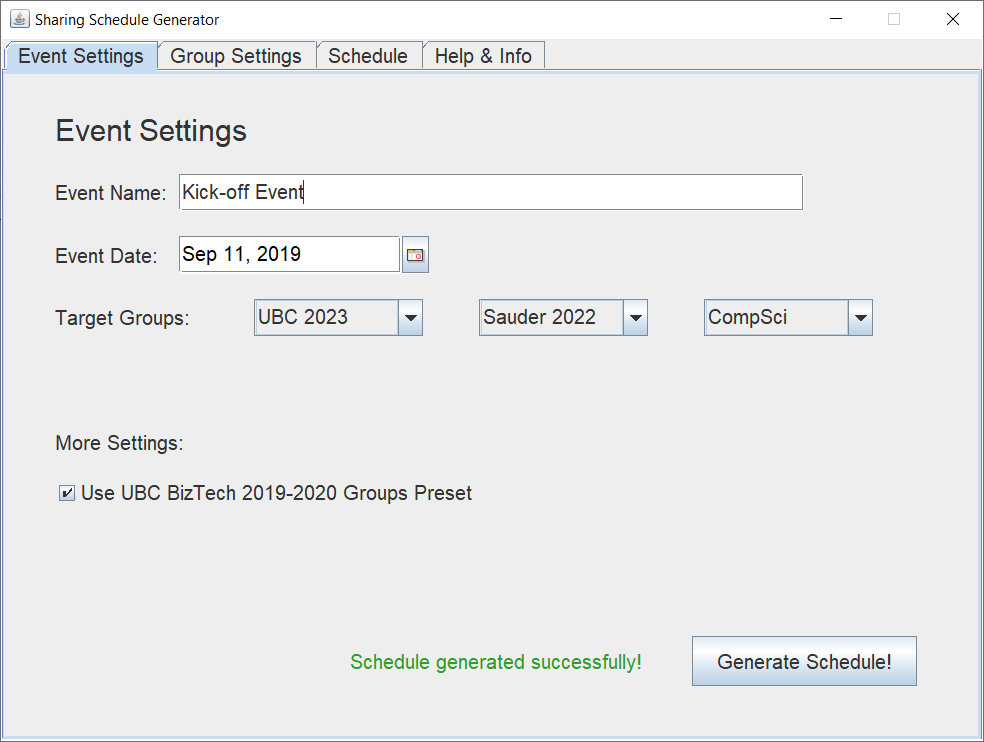 Sharing Schedule Generator
Event Settings Group Settings Schedule Help & Info
Event Settings
Event Name: Kick-off Event
Event Date: Sep 11, 2019
Target Groups: UBC 2023 Sauder 2022 CompSci
More Settings:
Use UBC BizTech 2019-2020 Groups Preset
Schedule generated successfully! Generate Schedule!